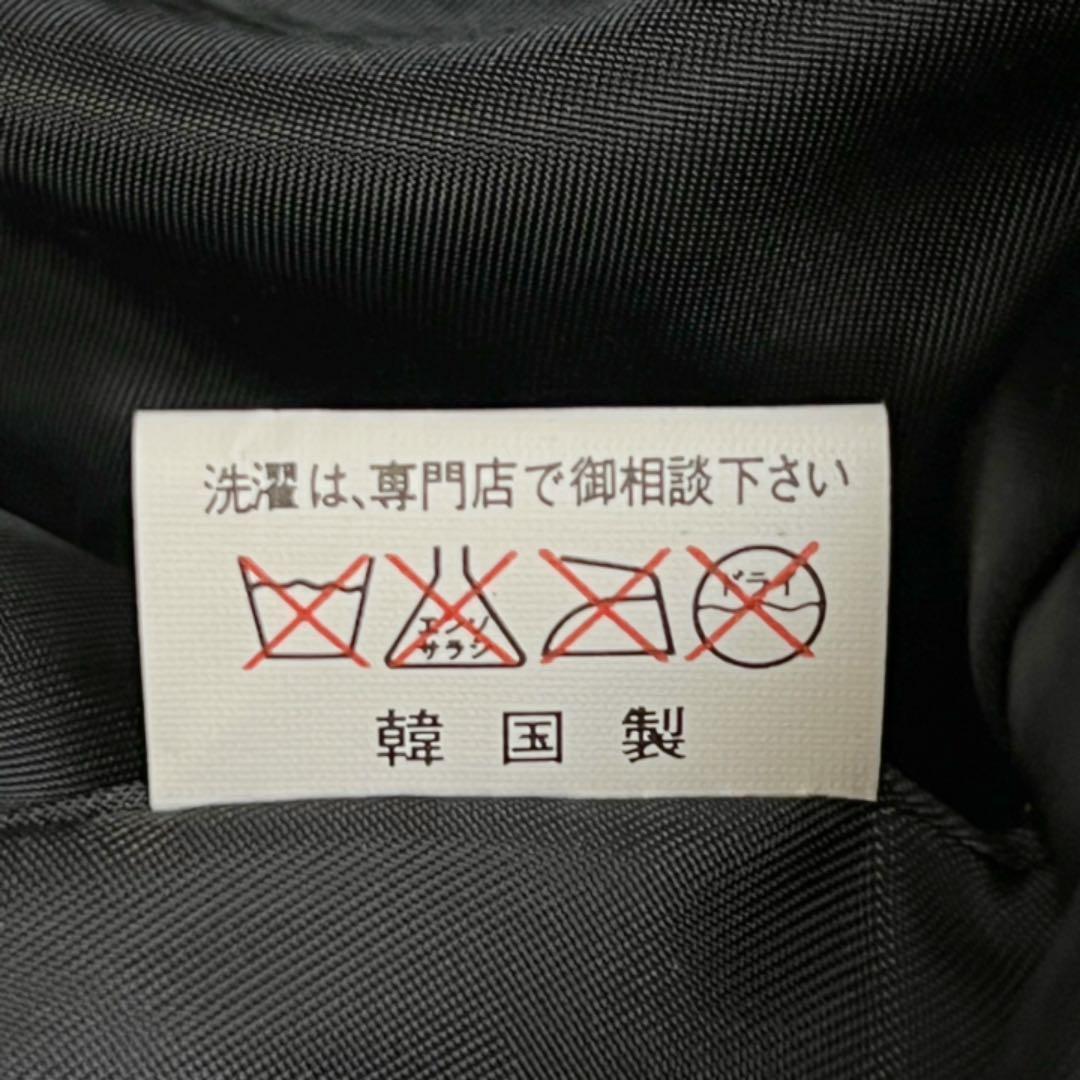 洗濯は、専門店で御相談下さい
エンソ ドライ
サラシ
韓国製